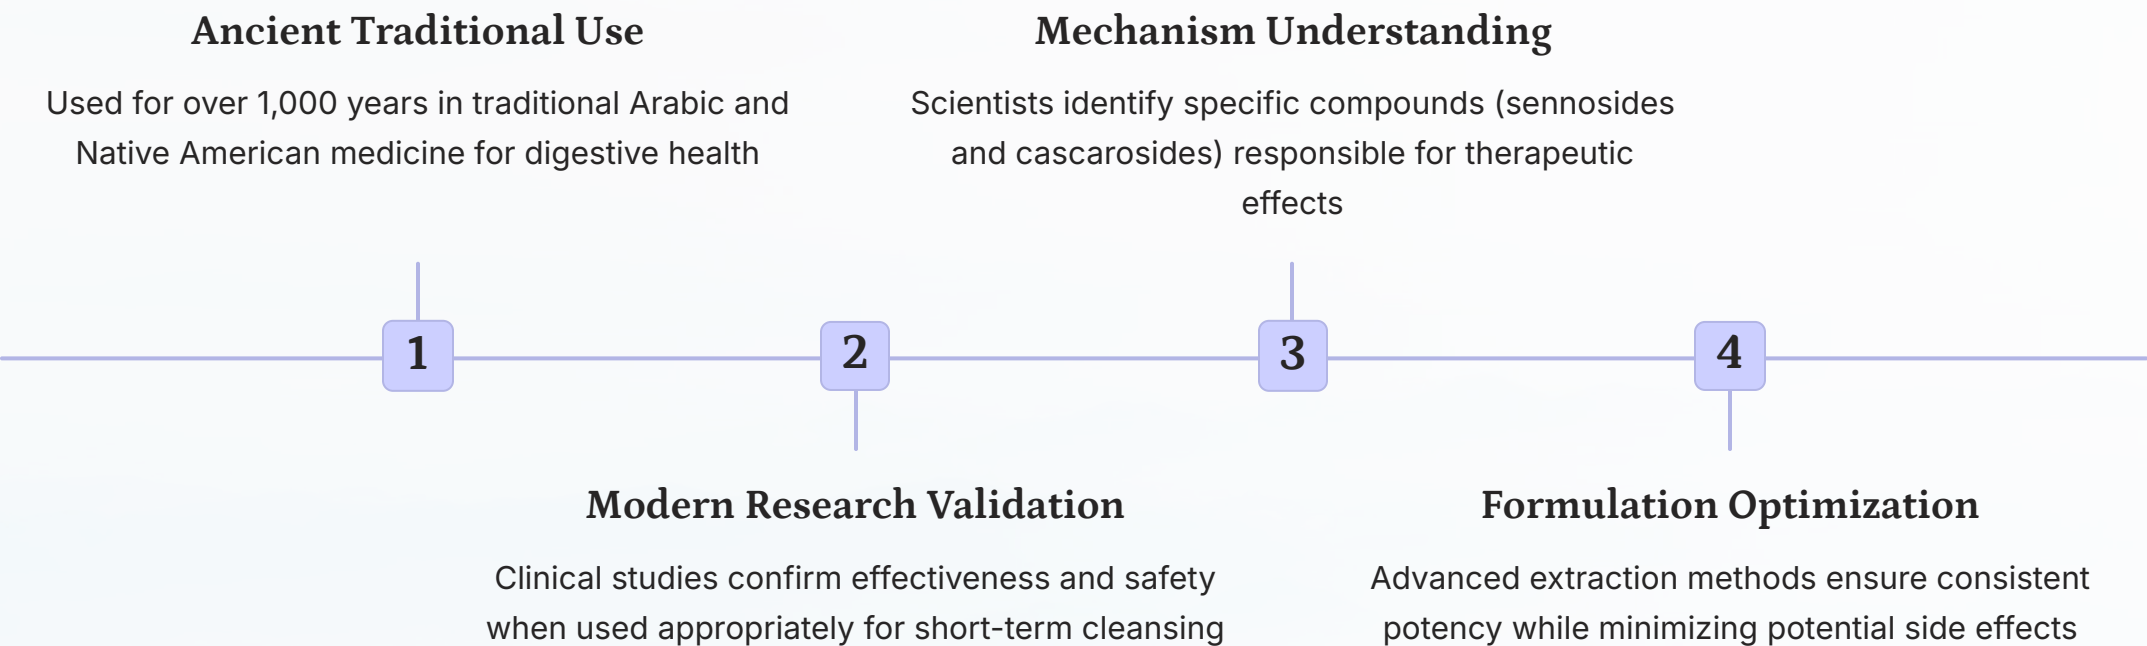 Ancient Traditional Use
Used for over 1,000 years in traditional Arabic and
Native American medicine for digestive health
Mechanism Understanding
Scientists identify specific compounds (sennosides
and cascarosides) responsible for therapeutic
effects
1
2
3
4
Modern Research Validation
Clinical studies confirm effectiveness and safety
when used appropriately for short-term cleansing
Formulation Optimization
Advanced extraction methods ensure consistent
potency while minimizing potential side effects